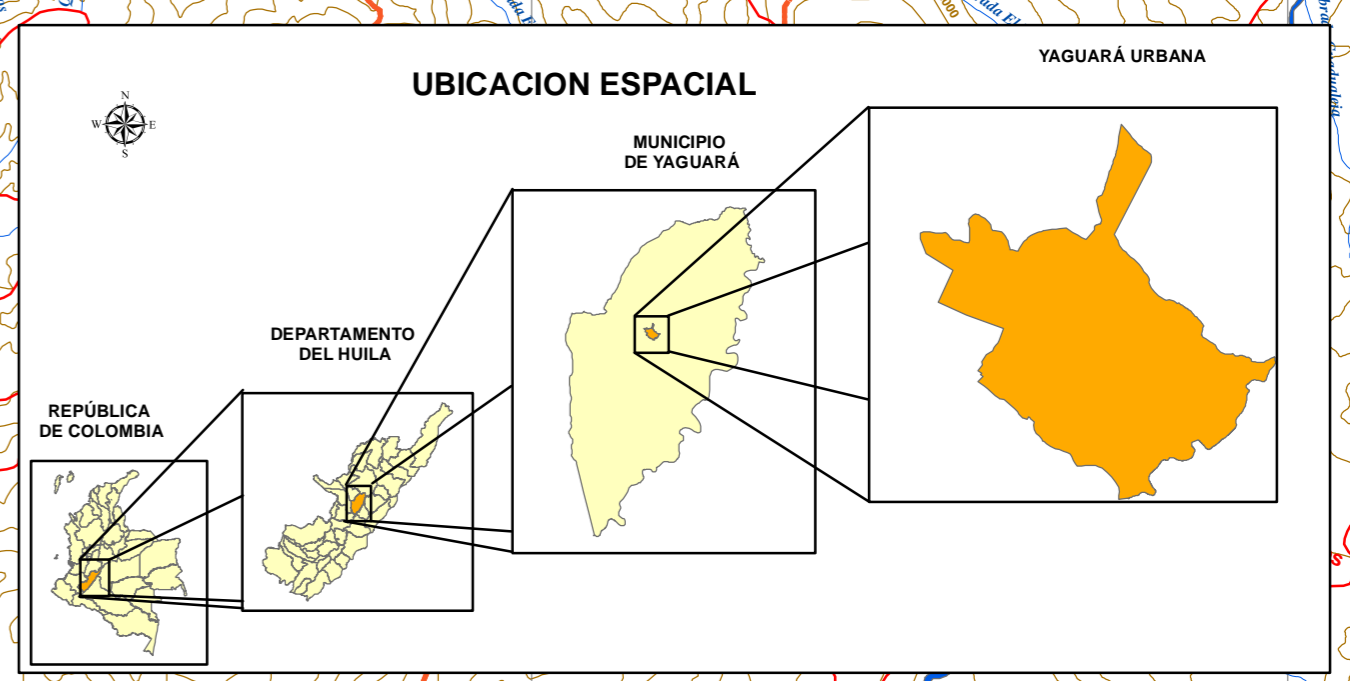 YAGUARÁ URBANA
UBICACION ESPACIAL
N
W
E
S
MUNICIPIO
DE YAGUARÁ
DEPARTAMENTO
DEL HUILA
REPÚBLICA
DE COLOMBIA